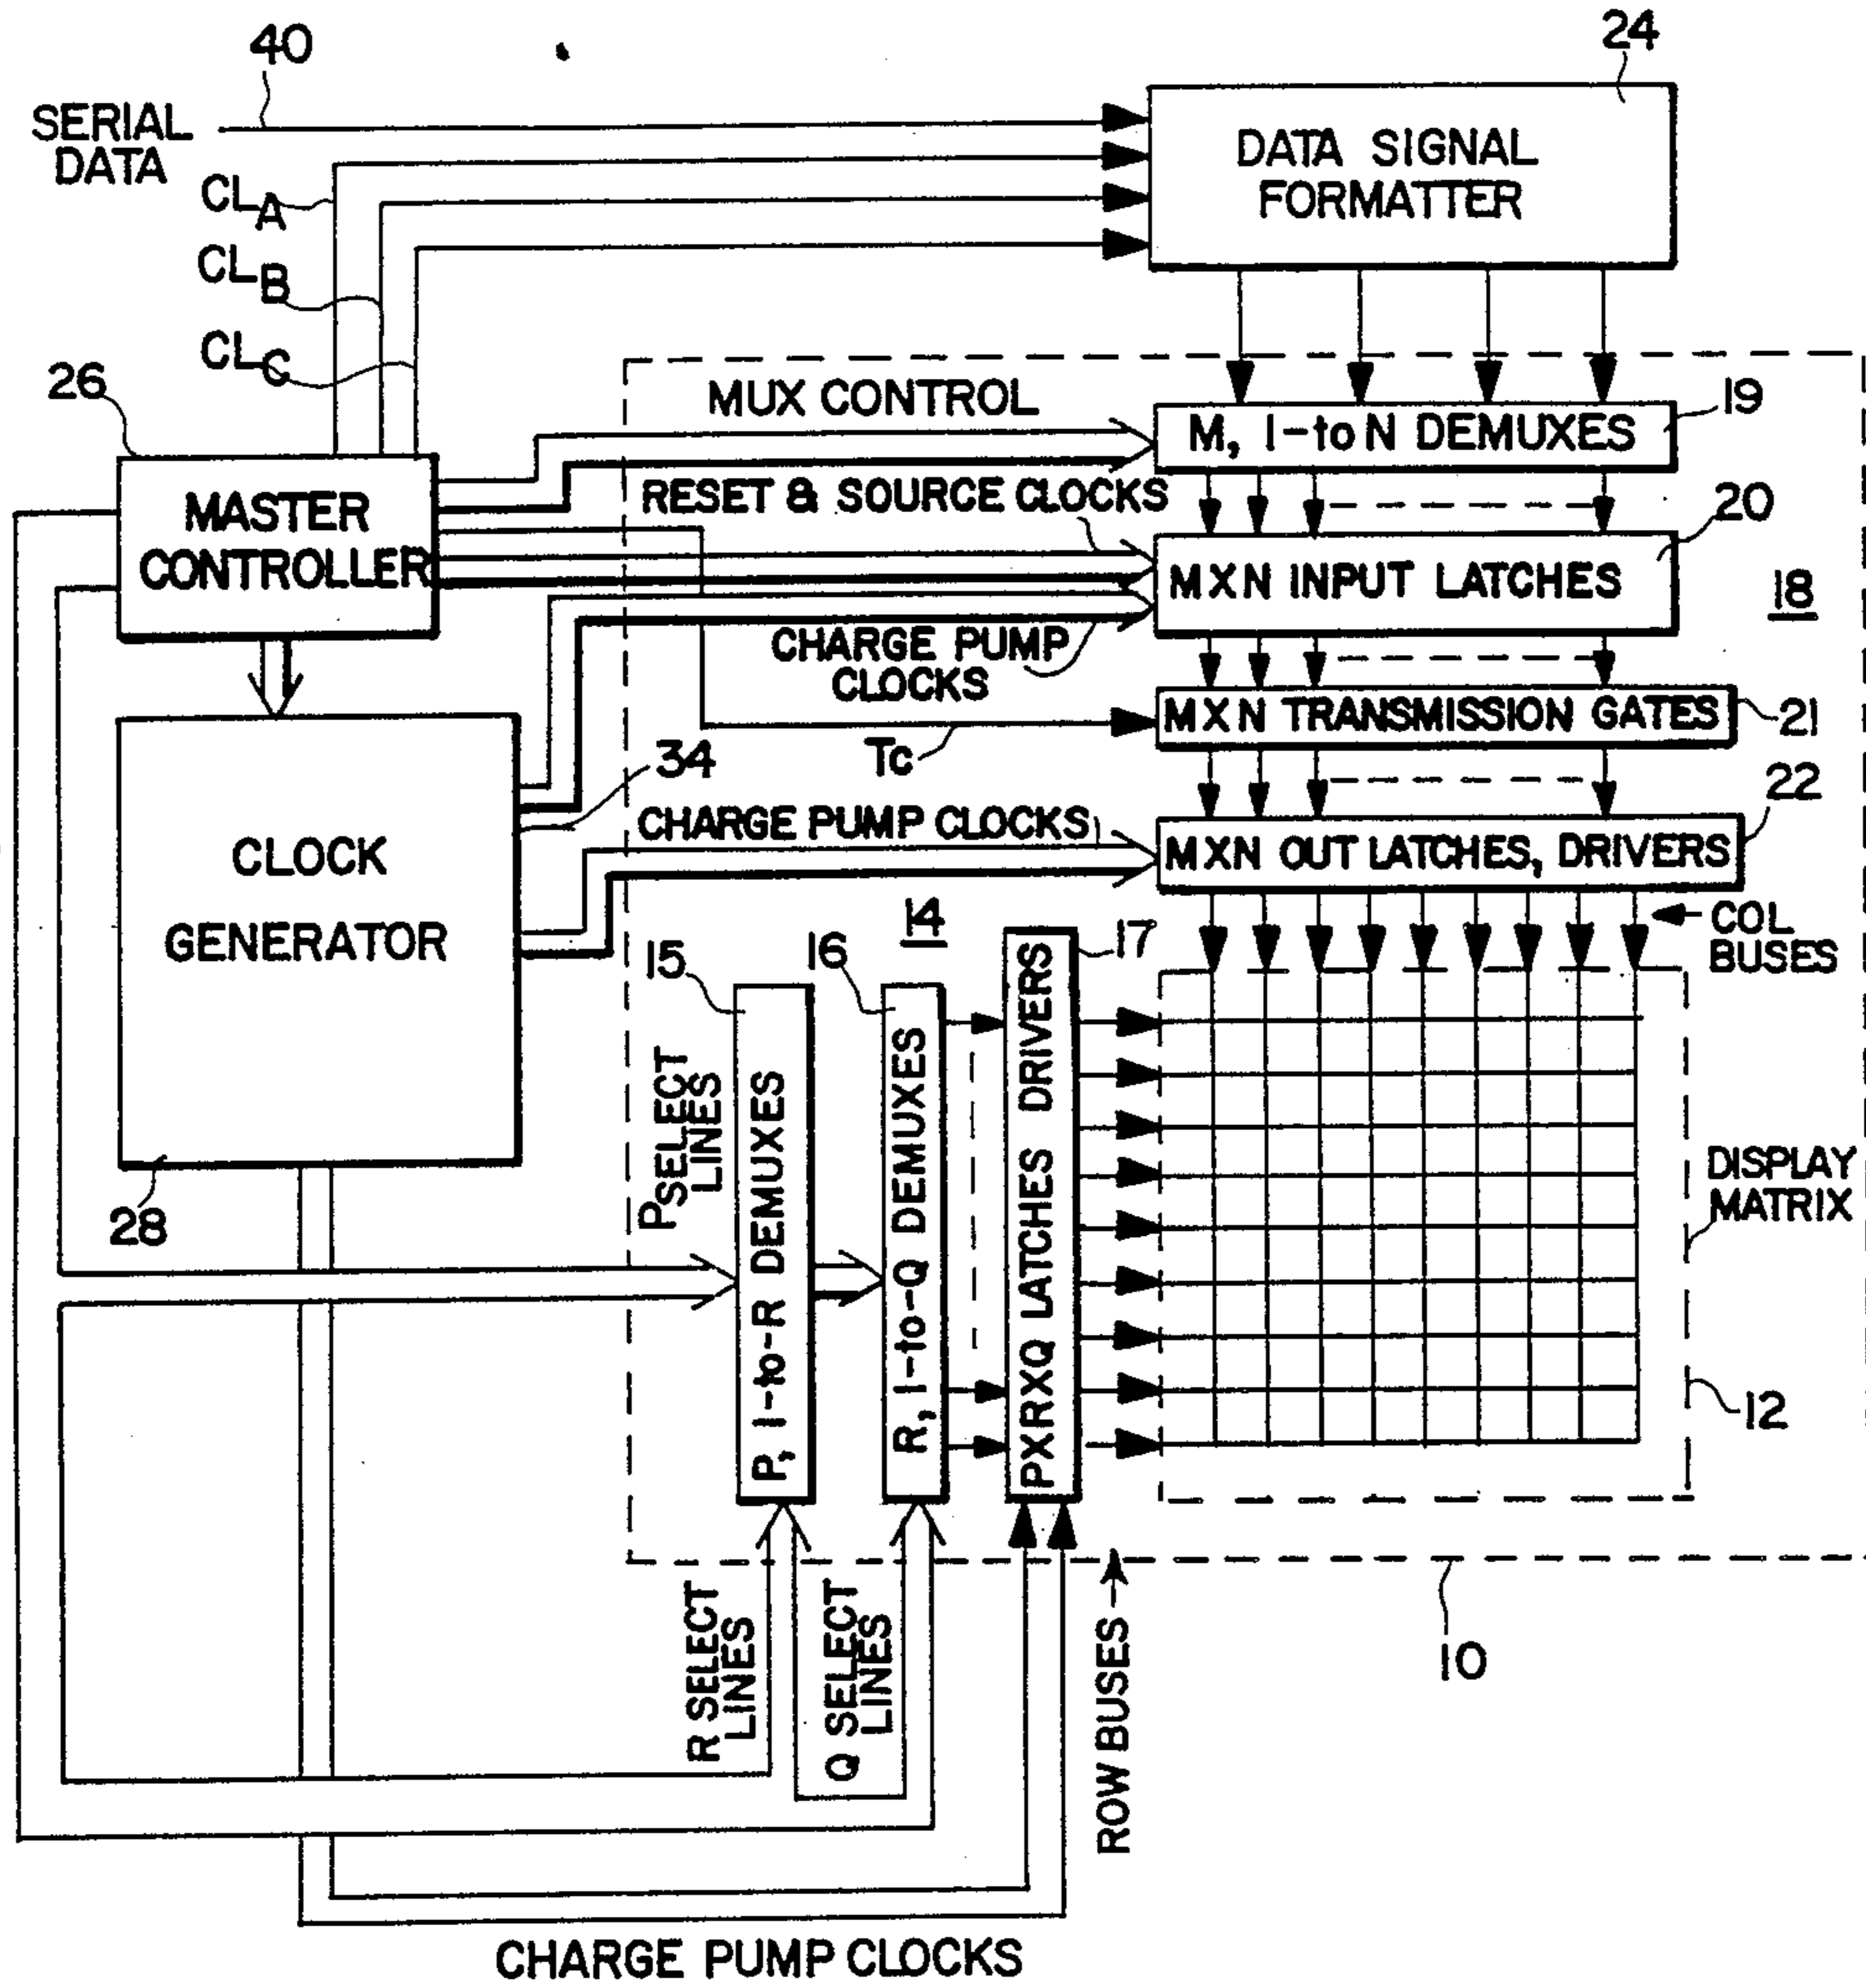 40
24
SERIAL
DATA
DATA SIGNAL
FORMATTER
CLA
CLB
CLC
26
MUX CONTROL
19
M, 1-to N DEMUXES
RESET & SOURCE CLOCKS
20
MASTER
CONTROLLER
MXN INPUT LATCHES
18
CHARGE PUMP
CLOCKS
MXN TRANSMISSION GATES
21
Tc
34
22
CHARGE PUMP CLOCKS
MXN OUT LATCHES, DRIVERS
CLOCK
GENERATOR
14
COL
BUSES
15
16
17
P SELECT
LINES
P, 1-to-R DEMUXES
R, 1-to-Q DEMUXES
PXRXQ LATCHES DRIVERS
DISPLAY
MATRIX
28
12
R SELECT
LINES
Q SELECT
LINES
ROW BUSES
10
CHARGE PUMP CLOCKS